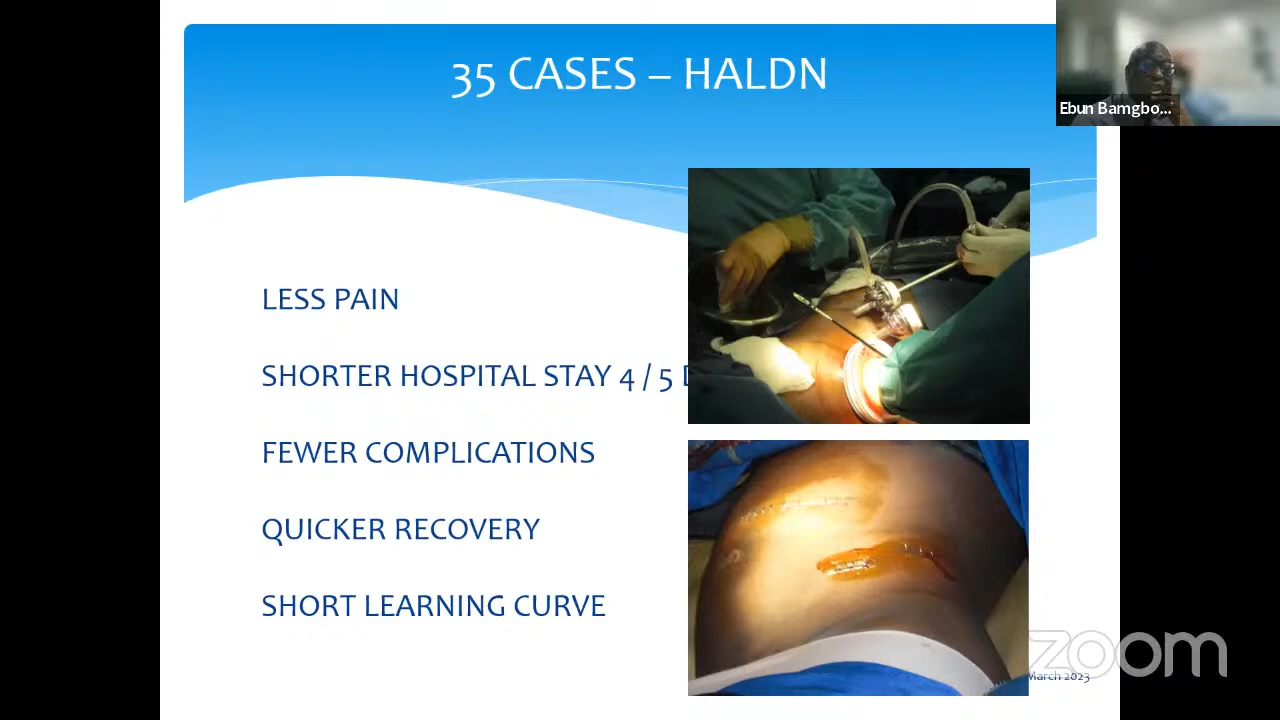 35 CASES – HALDN
Ebun Bamgbo...
LESS PAIN
SHORTER HOSPITAL STAY 4 / 5
FEWER COMPLICATIONS
QUICKER RECOVERY
SHORT LEARNING CURVE
zoom
March 2023